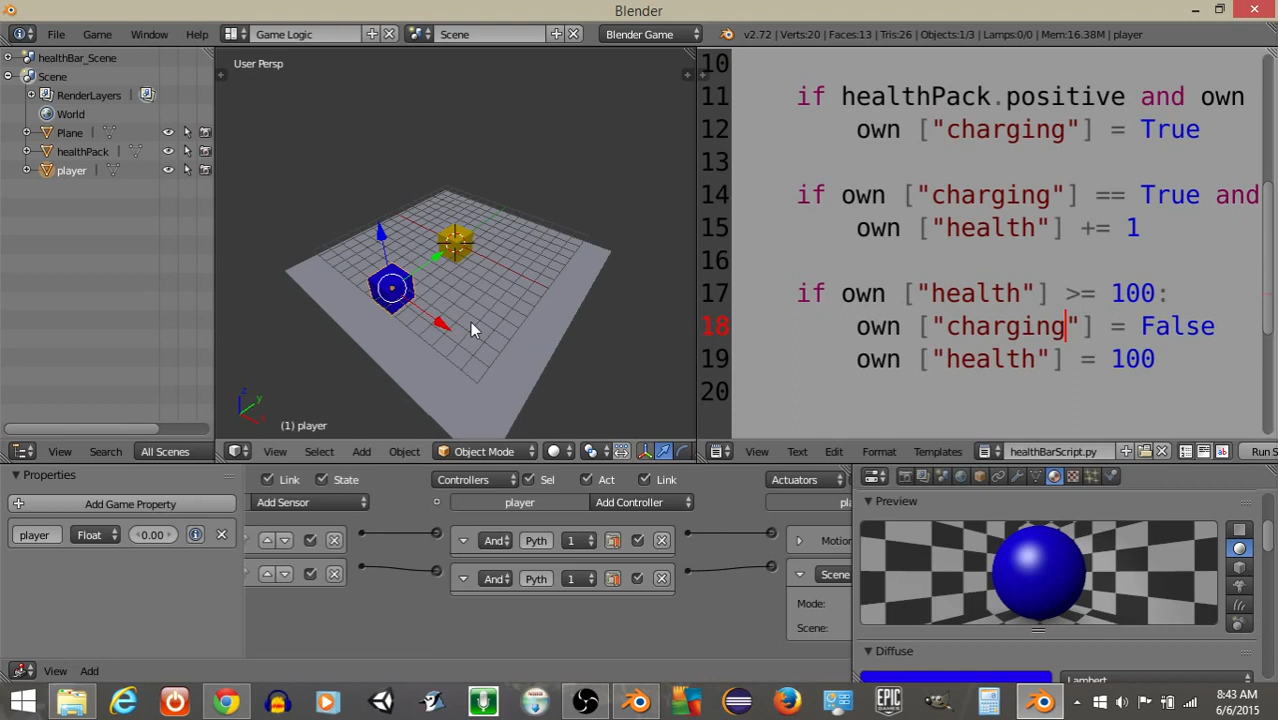 Blender
File Game Window Help Game Logic Scene Blender Game v2.72 | Verts:20 | Faces:13 | Tris:26 | Objects:1/3 | Lamps:0/0 | Mem:16.38M | player
healthBar_Scene
Scene
RenderLayers
World
Plane
healthPack
player
View Search All Scenes
User Persp
(1) player
View Select Add Object Object Mode
10
11 if healthPack.positive and own
12 own ["charging"] = True
13
14 if own ["charging"] == True and
15 own ["health"] += 1
16
17 if own ["health"] >= 100:
18 own ["charging"] = False
19 own ["health"] = 100
20
View Text Edit Format Templates healthBarScript.py Run S
Properties
Add Game Property
player Float 0.00
Link State Controllers Sel Act Link Actuators
Add Sensor player Add Controller
And Pyth 1 Motion
And Pyth 1 Scene
Mode:
Scene:
View Add
Preview
Diffuse
Lambert
EPIC GAMES
8:43 AM
6/6/2015